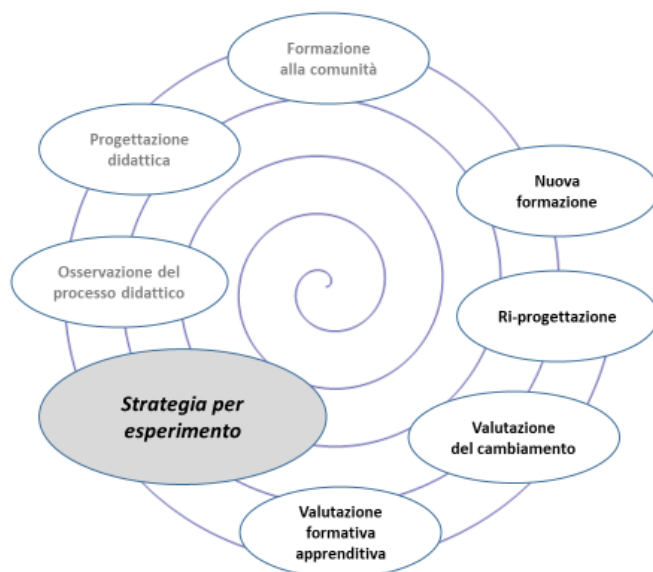 Formazione
alla comunità
Progettazione
didattica
Nuova
formazione
Osservazione del
processo didattico
Ri-progettazione
Strategia per
esperimento
Valutazione
del cambiamento
Valutazione
formativa
apprenditiva